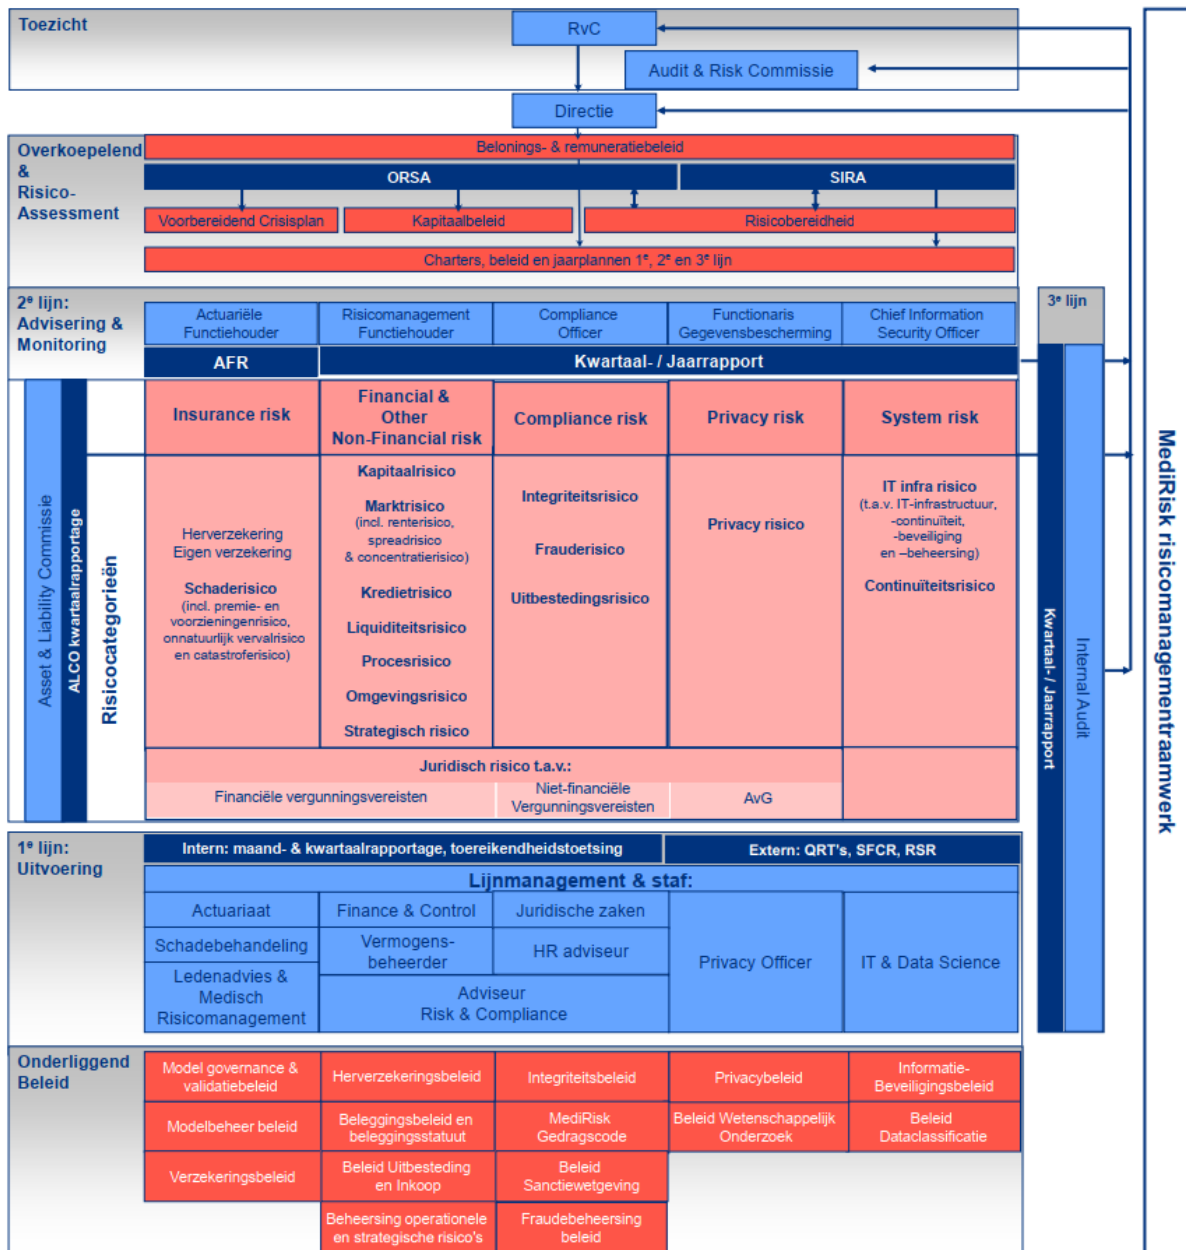 Toezicht
RvC
Audit & Risk Commissie
Directie
Overkoepelend
&
Risico-
Assessment
Belonings- & remuneratiebeleid
ORSA
SIRA
Voorbereidend Crisisplan
Kapitaalbeleid
Risicobereidheid
Charters, beleid en jaarplannen 1e, 2e en 3e lijn
2e lijn:
Advisering &
Monitoring
Actuariële
Functiehouder
Risicomanagement
Functiehouder
Compliance
Officer
Functionaris
Gegevensbescherming
Chief Information
Security Officer
3e lijn
AFR
Kwartaal- / Jaarrapport
Asset & Liability Commissie
ALCO kwartaalrapportage
Risicocategorieën
Insurance risk
Financial &
Other
Non-Financial risk
Compliance risk
Privacy risk
System risk
Herverzekering
Eigen verzekering
Schaderisico
(incl. premie- en
voorzieningenrisico,
onnatuurlijk vervalrisico
en catastroferisico)
Kapitaalrisico
Marktrisico
(incl. renterisico,
spreadrisico
& concentratierisico)
Kredietrisico
Liquiditeitsrisico
Procesrisico
Omgevingsrisico
Strategisch risico
Integriteitsrisico
Frauderisico
Uitbestedingsrisico
Privacy risico
IT infra risico
(t.a.v. IT-infrastructuur,
-continuïteit,
-beveiliging
en –beheersing)
Continuïteitsrisico
Juridisch risico t.a.v.:
Financiële vergunningsvereisten
Niet-financiële
Vergunningsvereisten
AvG
Kwartaal- / Jaarrapport
Internal Audit
MediRisk risicomanagementraamwerk
1e lijn:
Uitvoering
Intern: maand- & kwartaalrapportage, toereikendheidstoetsing
Extern: QRT's, SFCR, RSR
Lijnmanagement & staf:
Actuariaat
Schadebehandeling
Ledenadvies &
Medisch
Risicomanagement
Finance & Control
Vermogens-
beheerder
Juridische zaken
HR adviseur
Adviseur
Risk & Compliance
Privacy Officer
IT & Data Science
Onderliggend
Beleid
Model governance &
validatiebeleid
Herverzekeringsbeleid
Integriteitsbeleid
Privacybeleid
Informatie-
Beveiligingsbeleid
Modelbeheer beleid
Beleggingsbeleid en
beleggingsstatuut
MediRisk
Gedragscode
Beleid Wetenschappelijk
Onderzoek
Beleid
Dataclassificatie
Verzekeringsbeleid
Beleid Uitbesteding
en Inkoop
Beleid
Sanctiewetgeving
Beheersing operationele
en strategische risico's
Fraudebeheersing
beleid